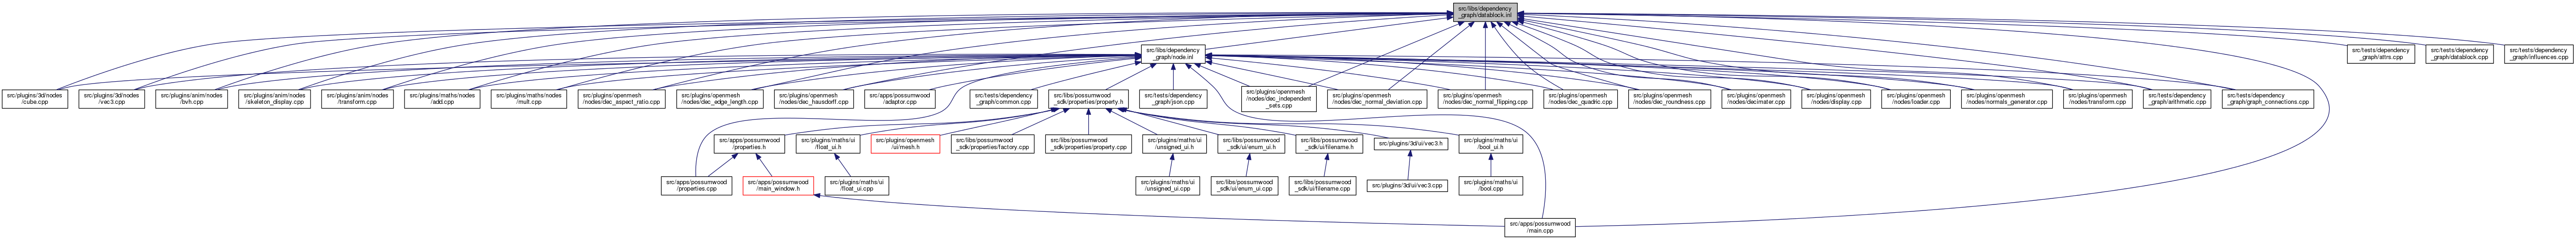 src/libs/dependency
_graph/datablock.inl
src/libs/dependency
_graph/node.inl
src/tests/dependency
_graph/attrs.cpp
src/tests/dependency
_graph/datablock.cpp
src/tests/dependency
_graph/influences.cpp
src/plugins/3d/nodes
/cube.cpp
src/plugins/3d/nodes
/vec3.cpp
src/plugins/anim/nodes
/bvh.cpp
src/plugins/anim/nodes
/skeleton_display.cpp
src/plugins/anim/nodes
/transform.cpp
src/plugins/maths/nodes
/add.cpp
src/plugins/maths/nodes
/mult.cpp
src/plugins/openmesh
/nodes/dec_aspect_ratio.cpp
src/plugins/openmesh
/nodes/dec_edge_length.cpp
src/plugins/openmesh
/nodes/dec_hausdorff.cpp
src/apps/possumwood
/adaptor.cpp
src/tests/dependency
_graph/common.cpp
src/libs/possumwood
_sdk/properties/property.h
src/tests/dependency
_graph/json.cpp
src/plugins/openmesh
/nodes/dec_independent
_sets.cpp
src/plugins/openmesh
/nodes/dec_normal_deviation.cpp
src/plugins/openmesh
/nodes/dec_normal_flipping.cpp
src/plugins/openmesh
/nodes/dec_quadric.cpp
src/plugins/openmesh
/nodes/dec_roundness.cpp
src/plugins/openmesh
/nodes/decimater.cpp
src/plugins/openmesh
/nodes/display.cpp
src/plugins/openmesh
/nodes/loader.cpp
src/plugins/openmesh
/nodes/normals_generator.cpp
src/plugins/openmesh
/nodes/transform.cpp
src/tests/dependency
_graph/arithmetic.cpp
src/tests/dependency
_graph/graph_connections.cpp
src/apps/possumwood
/properties.h
src/plugins/maths/ui
/float_ui.h
src/plugins/openmesh
/ui/mesh.h
src/libs/possumwood
_sdk/properties/factory.cpp
src/libs/possumwood
_sdk/properties/property.cpp
src/plugins/maths/ui
/unsigned_ui.h
src/libs/possumwood
_sdk/ui/enum_ui.h
src/libs/possumwood
_sdk/ui/filename.h
src/plugins/3d/ui/vec3.h
src/plugins/maths/ui
/bool_ui.h
src/apps/possumwood
/properties.cpp
src/apps/possumwood
/main_window.h
src/plugins/maths/ui
/float_ui.cpp
src/plugins/maths/ui
/unsigned_ui.cpp
src/libs/possumwood
_sdk/ui/enum_ui.cpp
src/libs/possumwood
_sdk/ui/filename.cpp
src/plugins/3d/ui/vec3.cpp
src/plugins/maths/ui
/bool.cpp
src/apps/possumwood
/main.cpp